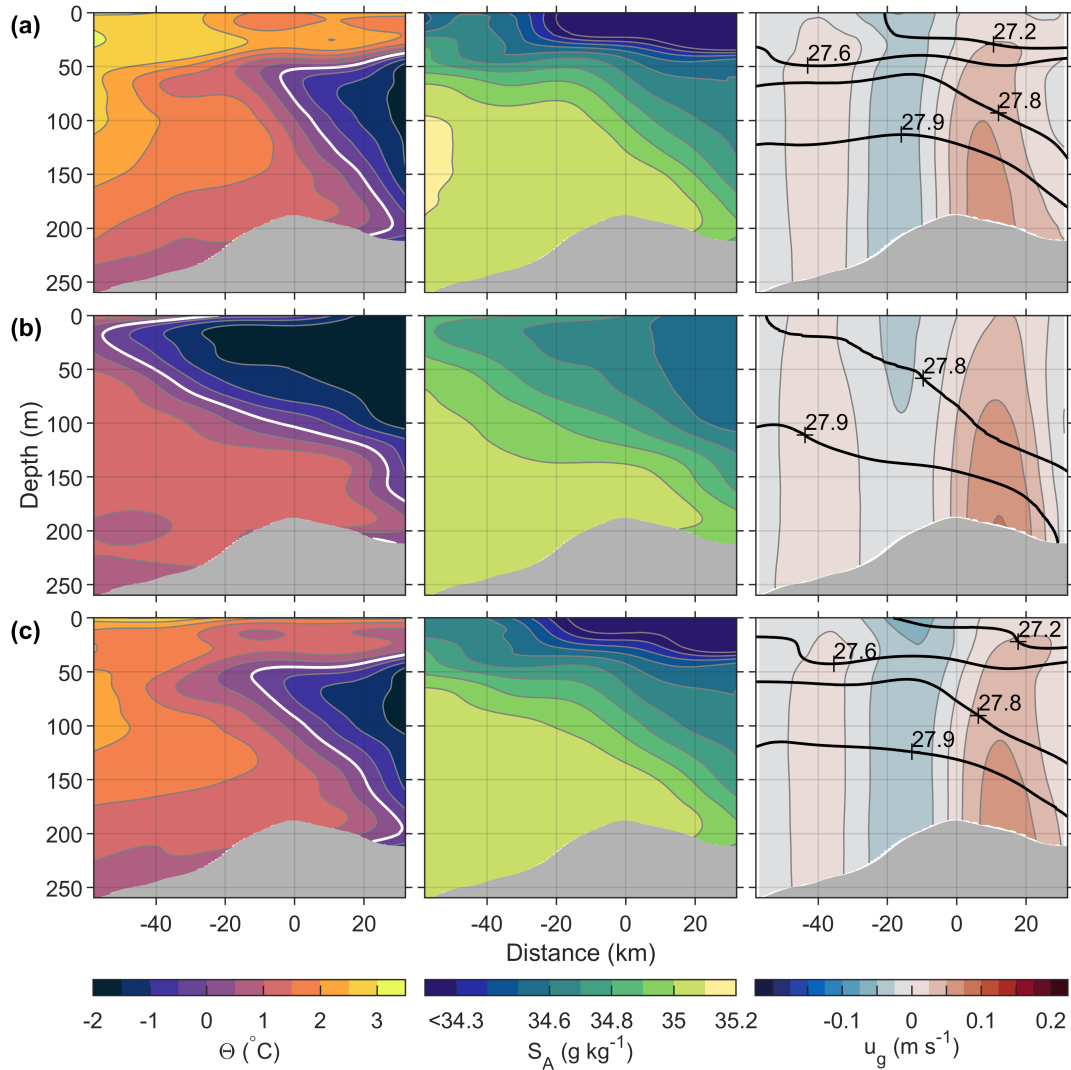 (a)
0
50
100
150
200
250
27.2
27.6
27.8
27.9
(b)
0
50
100
150
200
250
Depth (m)
27.8
27.9
(c)
0
50
100
150
200
250
27.2
27.6
27.8
27.9
-40 -20 0 20
-40 -20 0 20
-40 -20 0 20
Distance (km)
-2 -1 0 1 2 3
<34.3 34.6 34.8 35 35.2
-0.1 0 0.1 0.2
Θ (°C)
S_A (g kg⁻¹)
u_g (m s⁻¹)